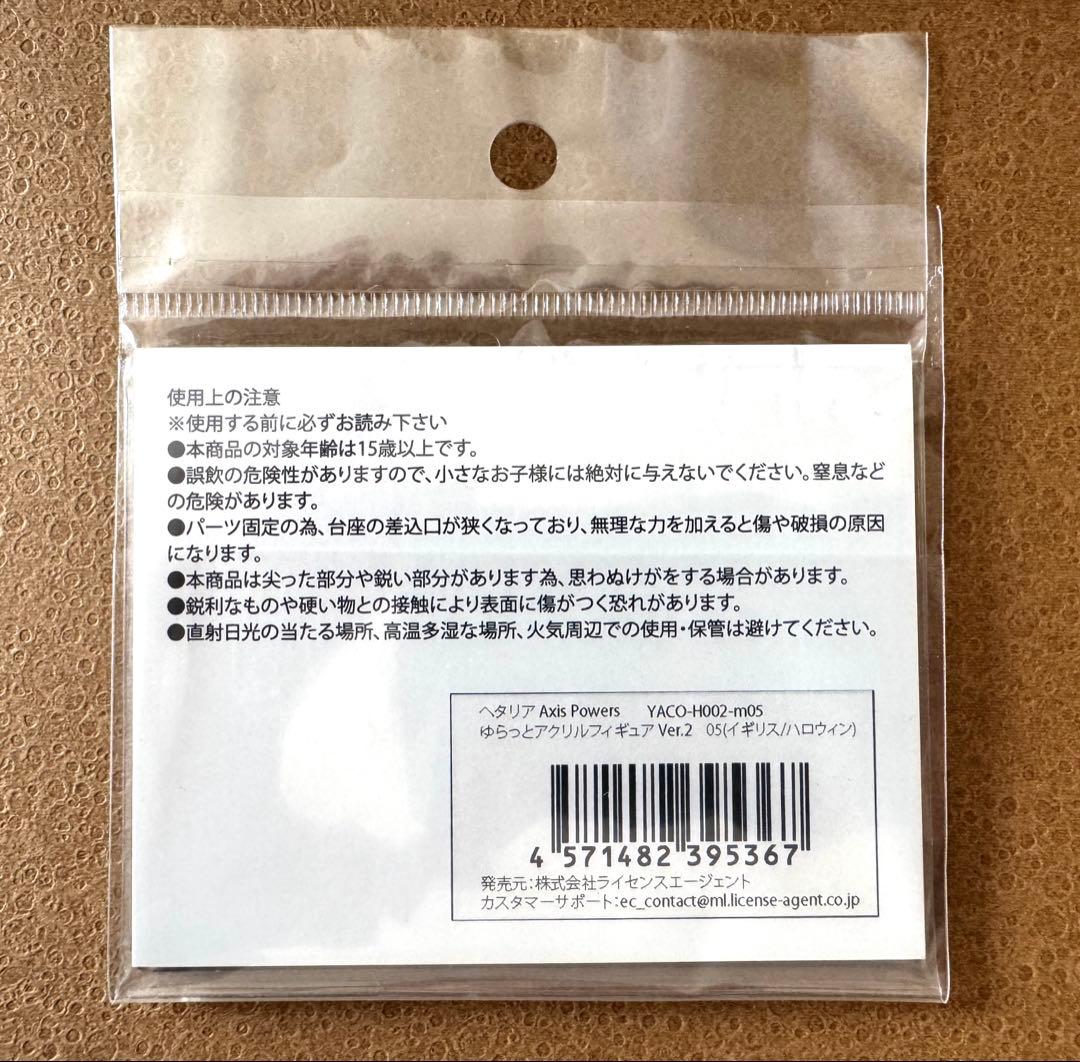 使用上の注意
※使用する前に必ずお読み下さい
●本商品の対象年齢は15歳以上です。
●誤飲の危険性がありますので、小さなお子様には絶対に与えないでください。窒息など
の危険があります。
●パーツ固定の為、台座の差込口が狭くなっており、無理な力を加えると傷や破損の原因
になります。
●本商品は尖った部分や鋭い部分があります為、思わぬけがをする場合があります。
●鋭利なものや硬い物との接触により表面に傷がつく恐れがあります。
●直射日光の当たる場所、高温多湿な場所、火気周辺での使用・保管は避けてください。
ヘタリア Axis Powers YACO-H002-m05
ゆらっとアクリルフィギュア Ver.2 05(イギリス/ハロウィン)
4 571482 395367
発売元：株式会社ライセンスエージェント
カスタマーサポート：ec_contact@ml.license-agent.co.jp